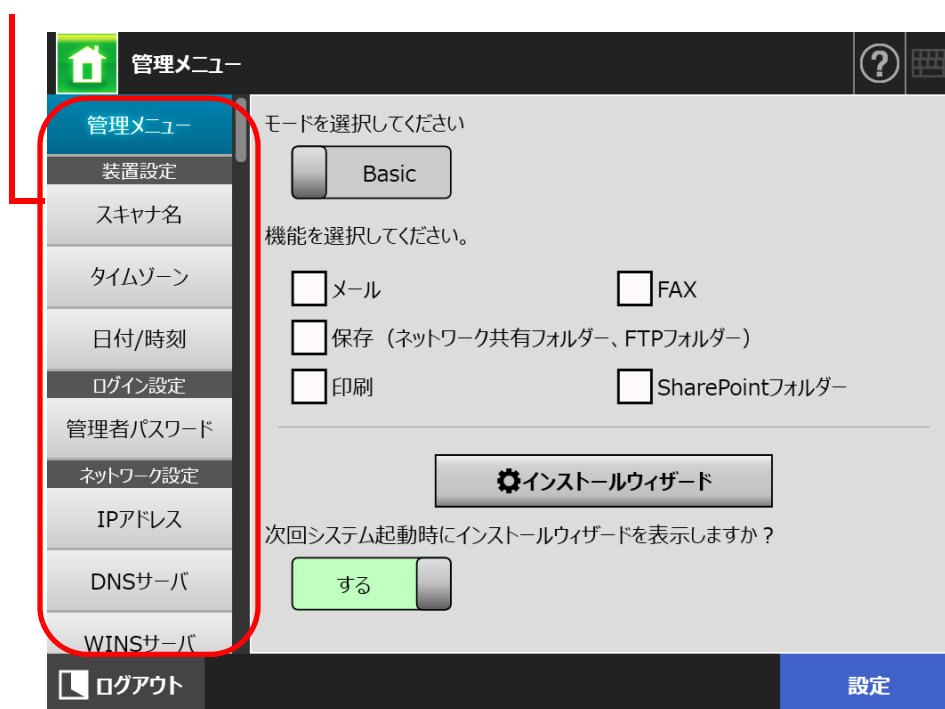 管理メニュー
?
管理メニュー
装置設定
スキャナ名
タイムゾーン
日付/時刻
ログイン設定
管理者パスワード
ネットワーク設定
IPアドレス
DNSサーバ
WINSサーバ
モードを選択してください
Basic
機能を選択してください。
メール
FAX
保存（ネットワーク共有フォルダー、FTPフォルダー）
印刷
SharePointフォルダー
インストールウィザード
次回システム起動時にインストールウィザードを表示しますか？
する
ログアウト
設定